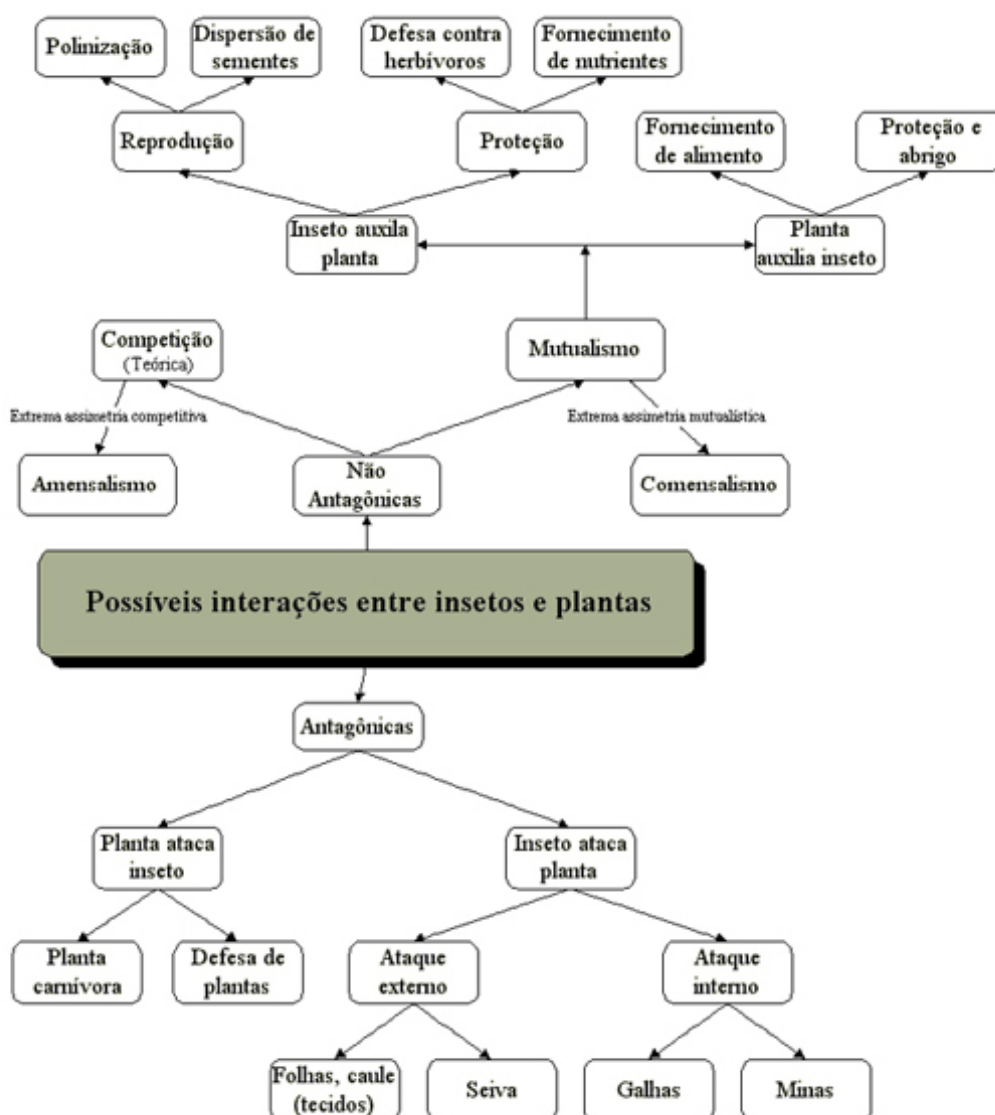 Polinização
Dispersão de
sementes
Defesa contra
herbívoros
Fornecimento
de nutrientes
Reprodução
Proteção
Fornecimento
de alimento
Proteção e
abrigo
Inseto auxila
planta
Planta
auxilia inseto
Competição
(Teórica)
Mutualismo
Extrema assimetria competitiva
Extrema assimetria mutualística
Amensalismo
Não
Antagônicas
Comensalismo
Possíveis interações entre insetos e plantas
Antagônicas
Planta ataca
inseto
Inseto ataca
planta
Planta
carnívora
Defesa de
plantas
Ataque
externo
Ataque
interno
Folhas, caule
(tecidos)
Seiva
Galhas
Minas